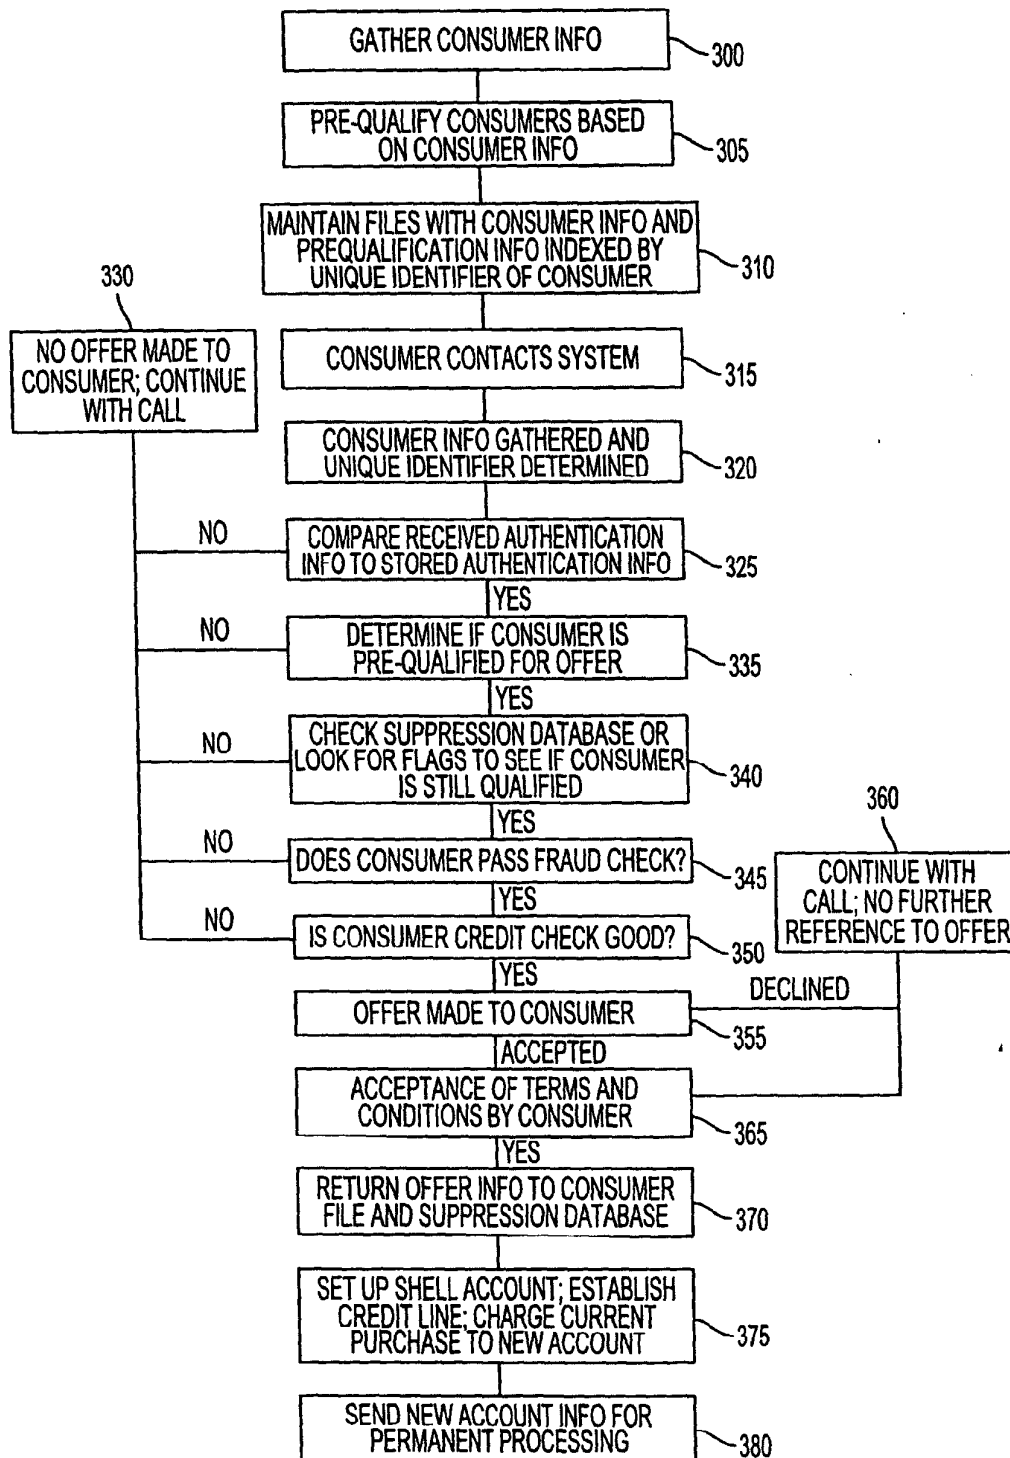 GATHER CONSUMER INFO
300
PRE-QUALIFY CONSUMERS BASED
ON CONSUMER INFO
305
MAINTAIN FILES WITH CONSUMER INFO AND
PREQUALIFICATION INFO INDEXED BY
UNIQUE IDENTIFIER OF CONSUMER
310
330
NO OFFER MADE TO
CONSUMER; CONTINUE
WITH CALL
CONSUMER CONTACTS SYSTEM
315
CONSUMER INFO GATHERED AND
UNIQUE IDENTIFIER DETERMINED
320
NO
COMPARE RECEIVED AUTHENTICATION
INFO TO STORED AUTHENTICATION INFO
325
YES
NO
DETERMINE IF CONSUMER IS
PRE-QUALIFIED FOR OFFER
335
YES
NO
CHECK SUPPRESSION DATABASE OR
LOOK FOR FLAGS TO SEE IF CONSUMER
IS STILL QUALIFIED
340
YES
NO
DOES CONSUMER PASS FRAUD CHECK?
345
360
CONTINUE WITH
CALL; NO FURTHER
REFERENCE TO OFFER
YES
NO
IS CONSUMER CREDIT CHECK GOOD?
350
YES
DECLINED
OFFER MADE TO CONSUMER
355
ACCEPTED
ACCEPTANCE OF TERMS AND
CONDITIONS BY CONSUMER
365
YES
RETURN OFFER INFO TO CONSUMER
FILE AND SUPPRESSION DATABASE
370
SET UP SHELL ACCOUNT; ESTABLISH
CREDIT LINE; CHARGE CURRENT
PURCHASE TO NEW ACCOUNT
375
SEND NEW ACCOUNT INFO FOR
PERMANENT PROCESSING
380